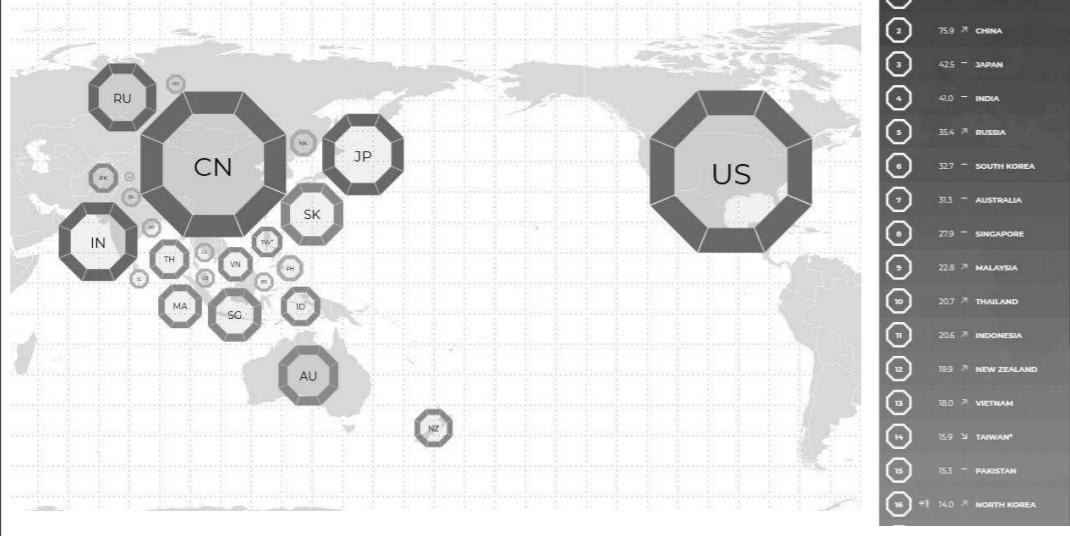 RU
CN
NK
JP
PK
SK
IN
TW*
TH
VN
PH
MA
SG
ID
AU
NZ
US
2 75.9 ↗ CHINA
3 42.5 – JAPAN
4 41.0 – INDIA
5 35.4 ↗ RUSSIA
6 32.7 – SOUTH KOREA
7 31.3 – AUSTRALIA
8 27.9 – SINGAPORE
9 22.8 ↗ MALAYSIA
10 20.7 ↗ THAILAND
11 20.6 ↗ INDONESIA
12 19.9 ↗ NEW ZEALAND
13 18.0 ↗ VIETNAM
14 15.9 ↘ TAIWAN*
15 15.3 – PAKISTAN
16 +1 14.0 ↗ NORTH KOREA